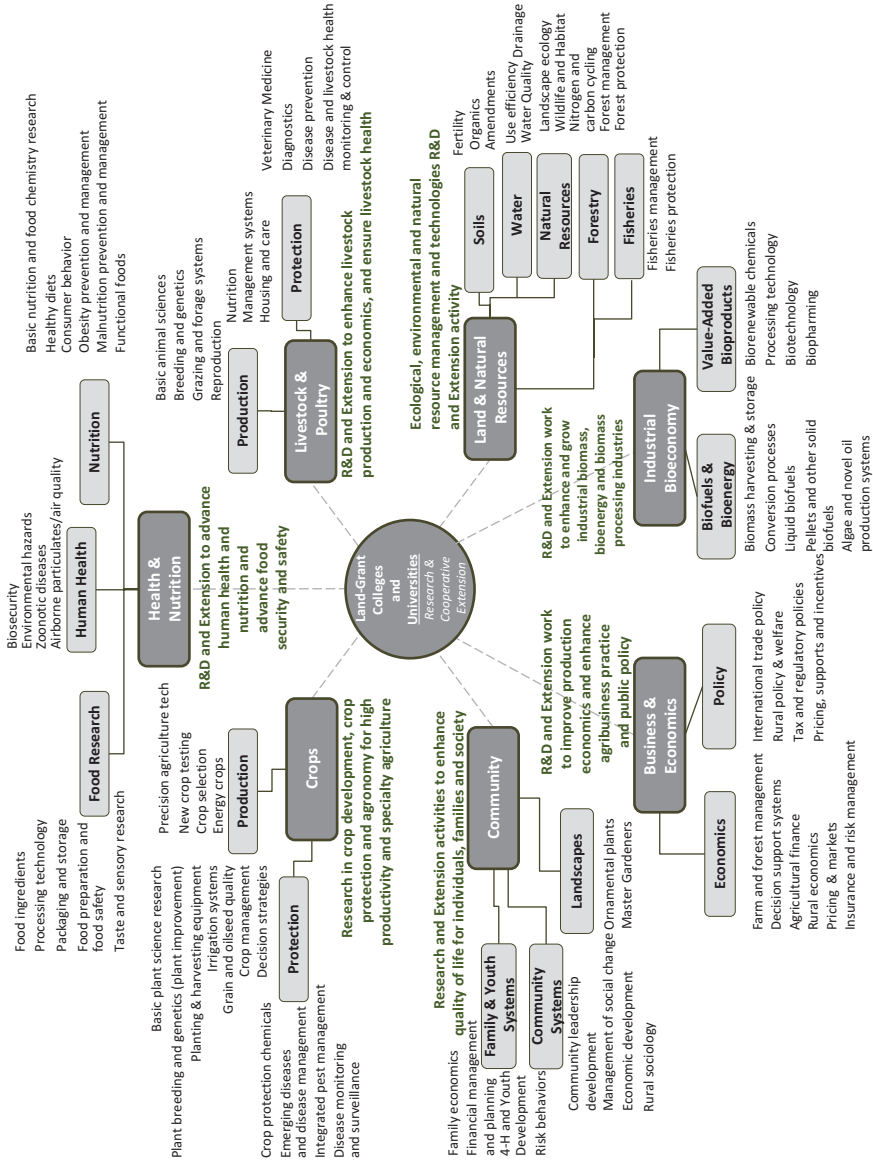 Land-Grant
Colleges
and
Universities
Research &
Cooperative
Extension
Health &
Nutrition
R&D and Extension to advance
human health and
nutrition and
advance food
security and safety
Food Research
Food ingredients
Processing technology
Packaging and storage
Food preparation and
food safety
Taste and sensory research
Human Health
Biosecurity
Environmental hazards
Zoonotic diseases
Airborne particulates/air quality
Nutrition
Basic nutrition and food chemistry research
Healthy diets
Consumer behavior
Obesity prevention and management
Malnutrition prevention and management
Functional foods
Crops
Research in crop development, crop
protection and agronomy for high
productivity and specialty agriculture
Production
Precision agriculture tech
New crop testing
Crop selection
Energy crops
Basic plant science research
Plant breeding and genetics (plant improvement)
Planting & harvesting equipment
Irrigation systems
Grain and oilseed quality
Crop management
Decision strategies
Protection
Crop protection chemicals
Emerging diseases
and disease management
Integrated pest management
Disease monitoring
and surveillance
Livestock &
Poultry
R&D and Extension to enhance livestock
production and economics, and ensure livestock health
Production
Basic animal sciences
Breeding and genetics
Grazing and forage systems
Reproduction
Nutrition
Management systems
Housing and care
Protection
Veterinary Medicine
Diagnostics
Disease prevention
Disease and livestock health
monitoring & control
Community
Research and Extension activities to enhance
quality of life for individuals, families and society
Family & Youth
Systems
Family economics
Financial management
and planning
4-H and Youth
Development
Risk behaviors
Community
Systems
Community leadership
development
Management of social change
Economic development
Rural sociology
Landscapes
Ornamental plants
Master Gardeners
Business &
Economics
R&D and Extension work
to improve production
economics and enhance
agribusiness practice
and public policy
Economics
Farm and forest management
Decision support systems
Agricultural finance
Rural economics
Pricing & markets
Insurance and risk management
Policy
International trade policy
Rural policy & welfare
Tax and regulatory policies
Pricing, supports and incentives
Industrial
Bioeconomy
R&D and Extension work
to enhance and grow
industrial biomass,
bioenergy and biomass
processing industries
Biofuels &
Bioenergy
Biomass harvesting & storage
Conversion processes
Liquid biofuels
Pellets and other solid
biofuels
Algae and novel oil
production systems
Value-Added
Bioproducts
Biorenewable chemicals
Processing technology
Biotechnology
Biopharming
Land & Natural
Resources
Ecological, environmental and natural
resource management and technologies R&D
and Extension activity
Soils
Fertility
Organics
Amendments
Water
Use efficiency Drainage
Water Quality
Natural
Resources
Landscape ecology
Wildlife and Habitat
Nitrogen and
carbon cycling
Forestry
Forest management
Forest protection
Fisheries
Fisheries management
Fisheries protection